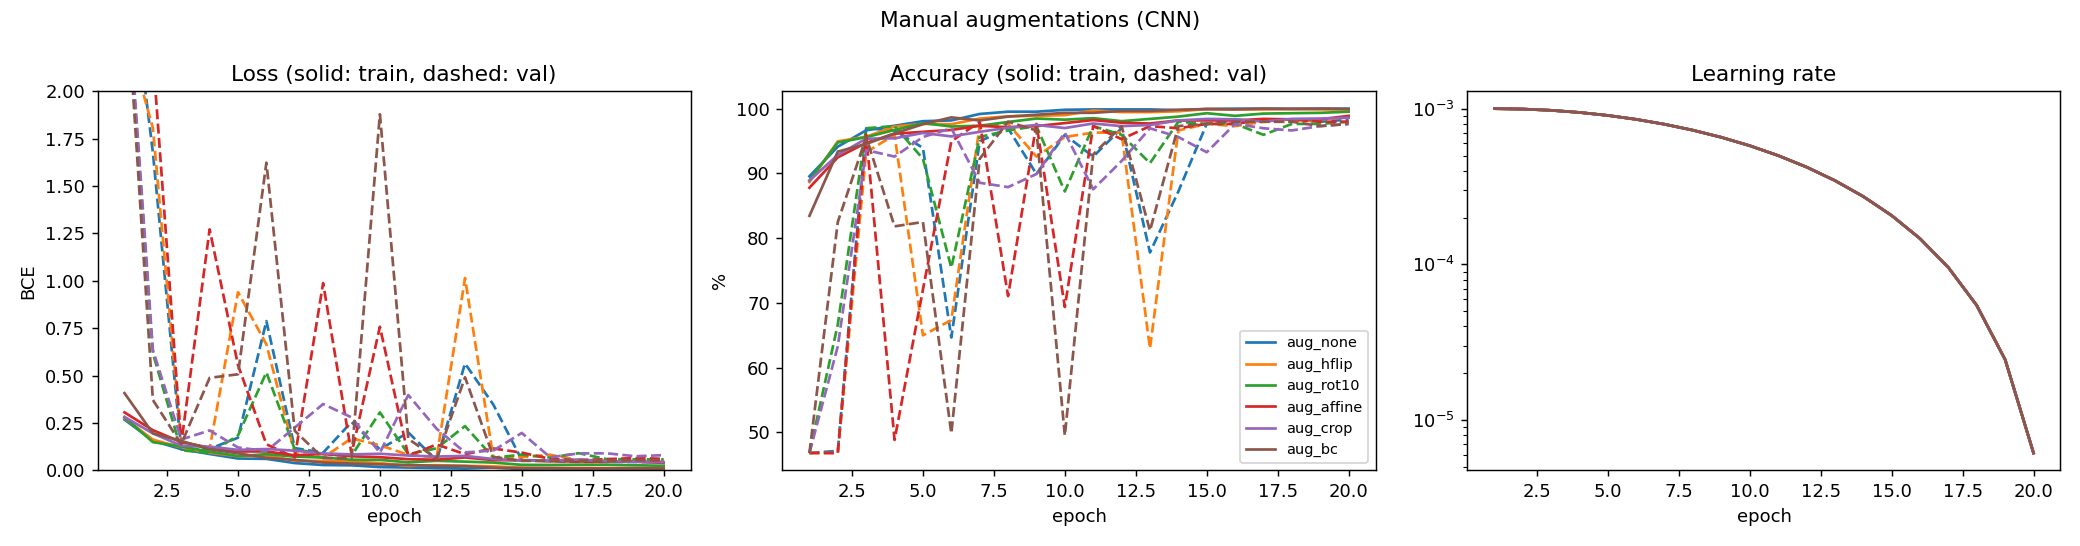 Manual augmentations (CNN)
Loss (solid: train, dashed: val)
2.00
1.75
1.50
1.25
1.00
0.75
0.50
0.25
0.00
BCE
2.5 5.0 7.5 10.0 12.5 15.0 17.5 20.0
epoch
Accuracy (solid: train, dashed: val)
100
90
80
70
60
50
%
aug_none
aug_hflip
aug_rot10
aug_affine
aug_crop
aug_bc
2.5 5.0 7.5 10.0 12.5 15.0 17.5 20.0
epoch
Learning rate
10⁻³
10⁻⁴
10⁻⁵
2.5 5.0 7.5 10.0 12.5 15.0 17.5 20.0
epoch